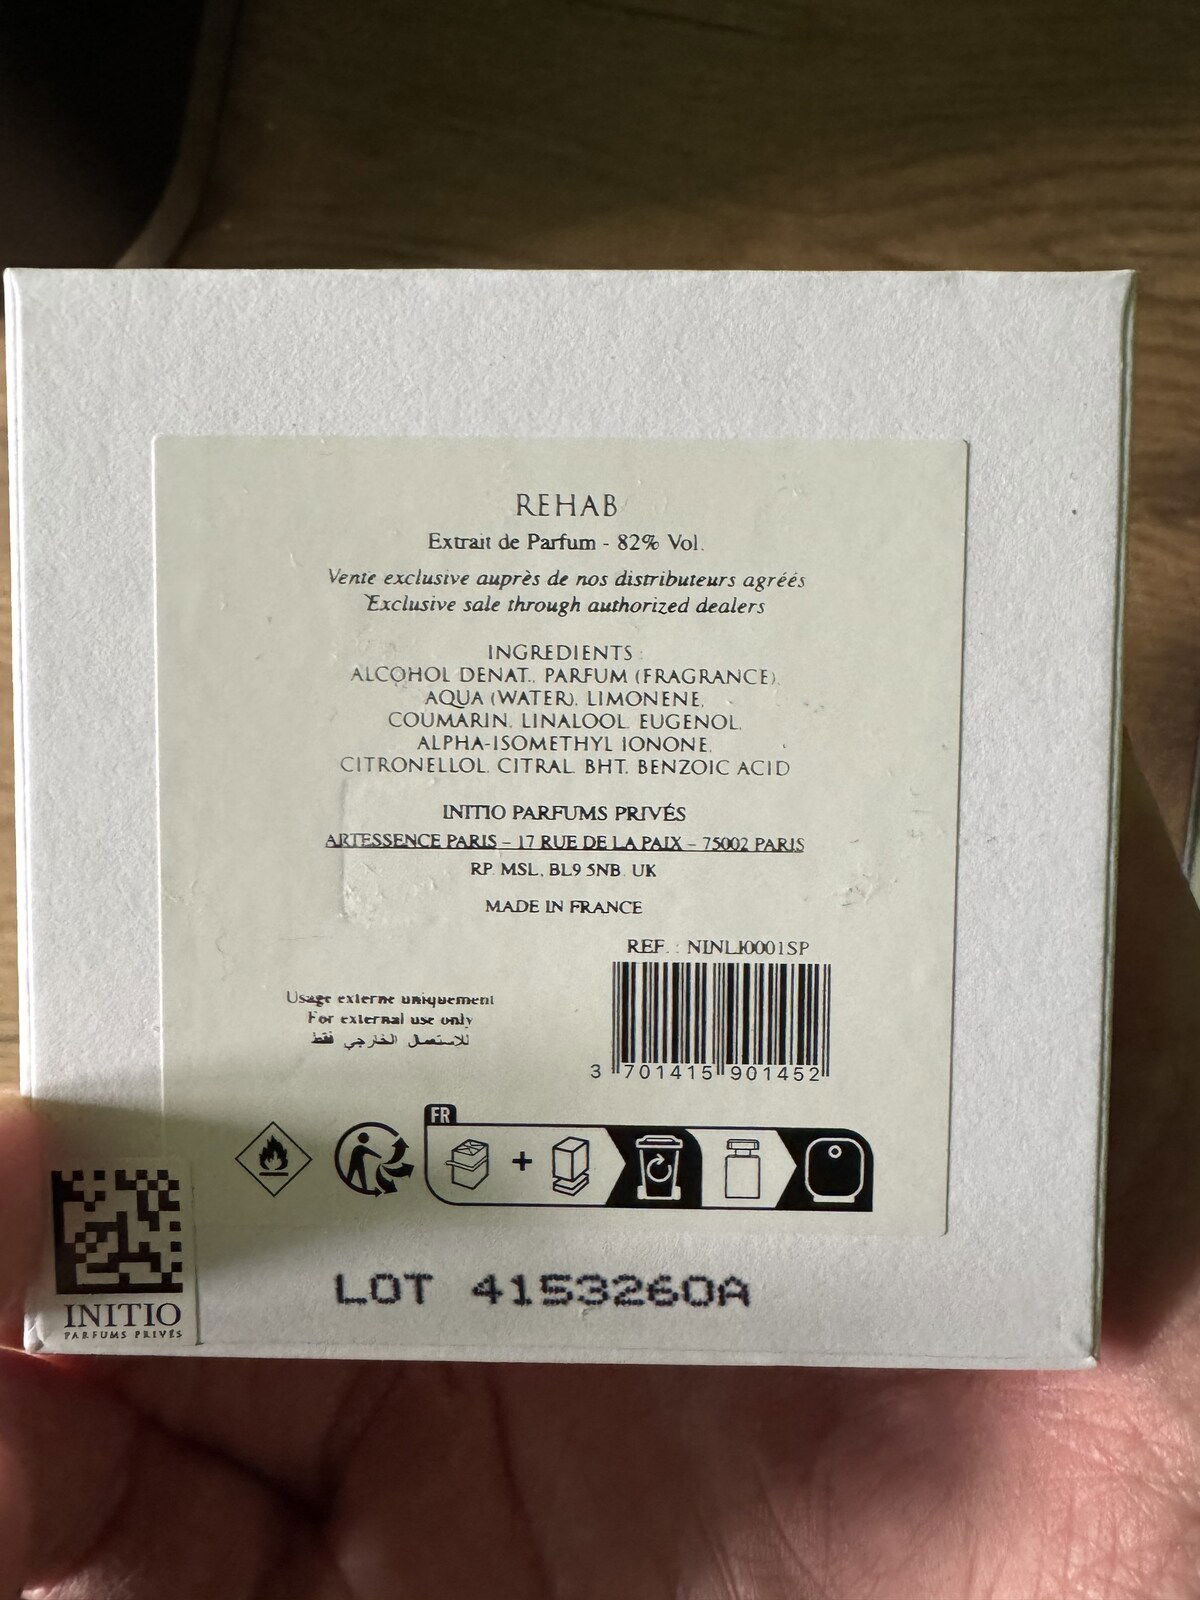 REHAB
Extrait de Parfum - 82% Vol.
Vente exclusive auprès de nos distributeurs agréés
Exclusive sale through authorized dealers
INGREDIENTS :
ALCOHOL DENAT., PARFUM (FRAGRANCE),
AQUA (WATER), LIMONENE,
COUMARIN, LINALOOL, EUGENOL,
ALPHA-ISOMETHYL IONONE,
CITRONELLOL, CITRAL, BHT, BENZOIC ACID
INITIO PARFUMS PRIVÉS
ARTESSENCE PARIS – 17 RUE DE LA PAIX – 75002 PARIS
RP. MSL, BL9 5NB, UK
MADE IN FRANCE
REF. : NINLI0001SP
3 701415 901452
Usage externe uniquement
For external use only
للاستعمال الخارجي فقط
FR
LOT 4153260A
INITIO
PARFUMS PRIVÉS